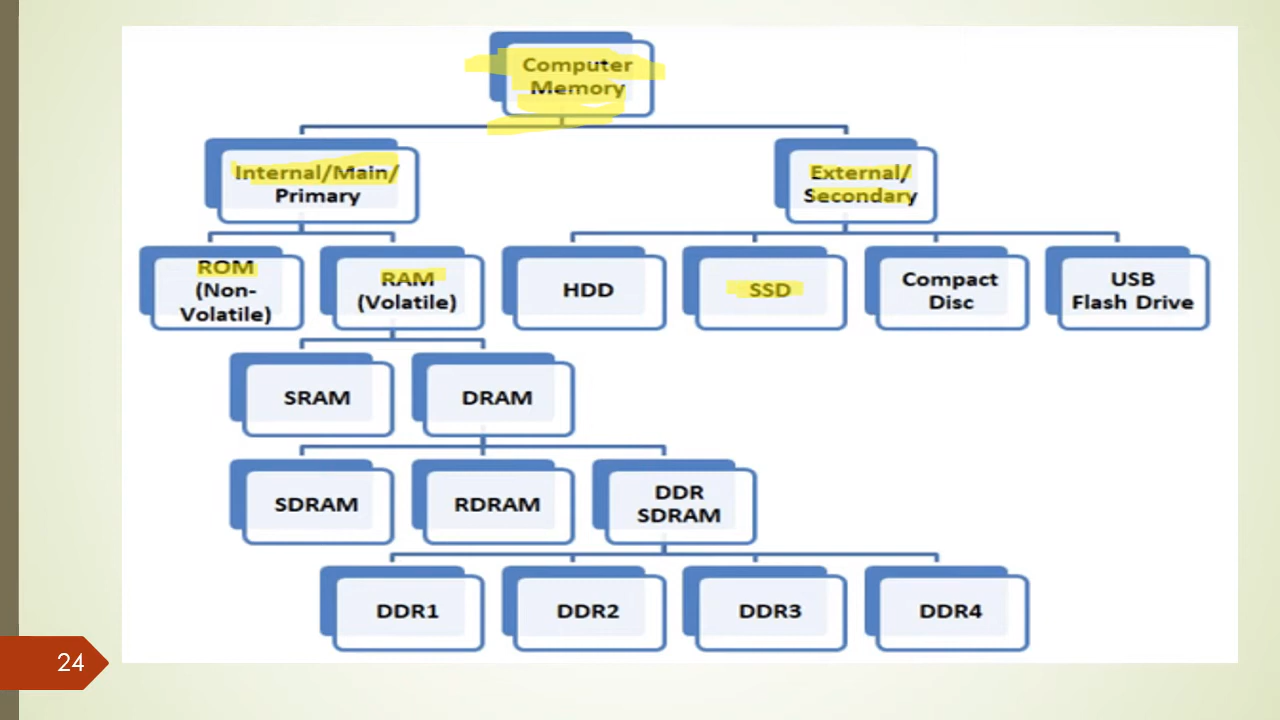 Computer
Memory
Internal/Main/
Primary
External/
Secondary
ROM
(Non-
Volatile)
RAM
(Volatile)
HDD
SSD
Compact
Disc
USB
Flash Drive
SRAM
DRAM
SDRAM
RDRAM
DDR
SDRAM
DDR1
DDR2
DDR3
DDR4
24